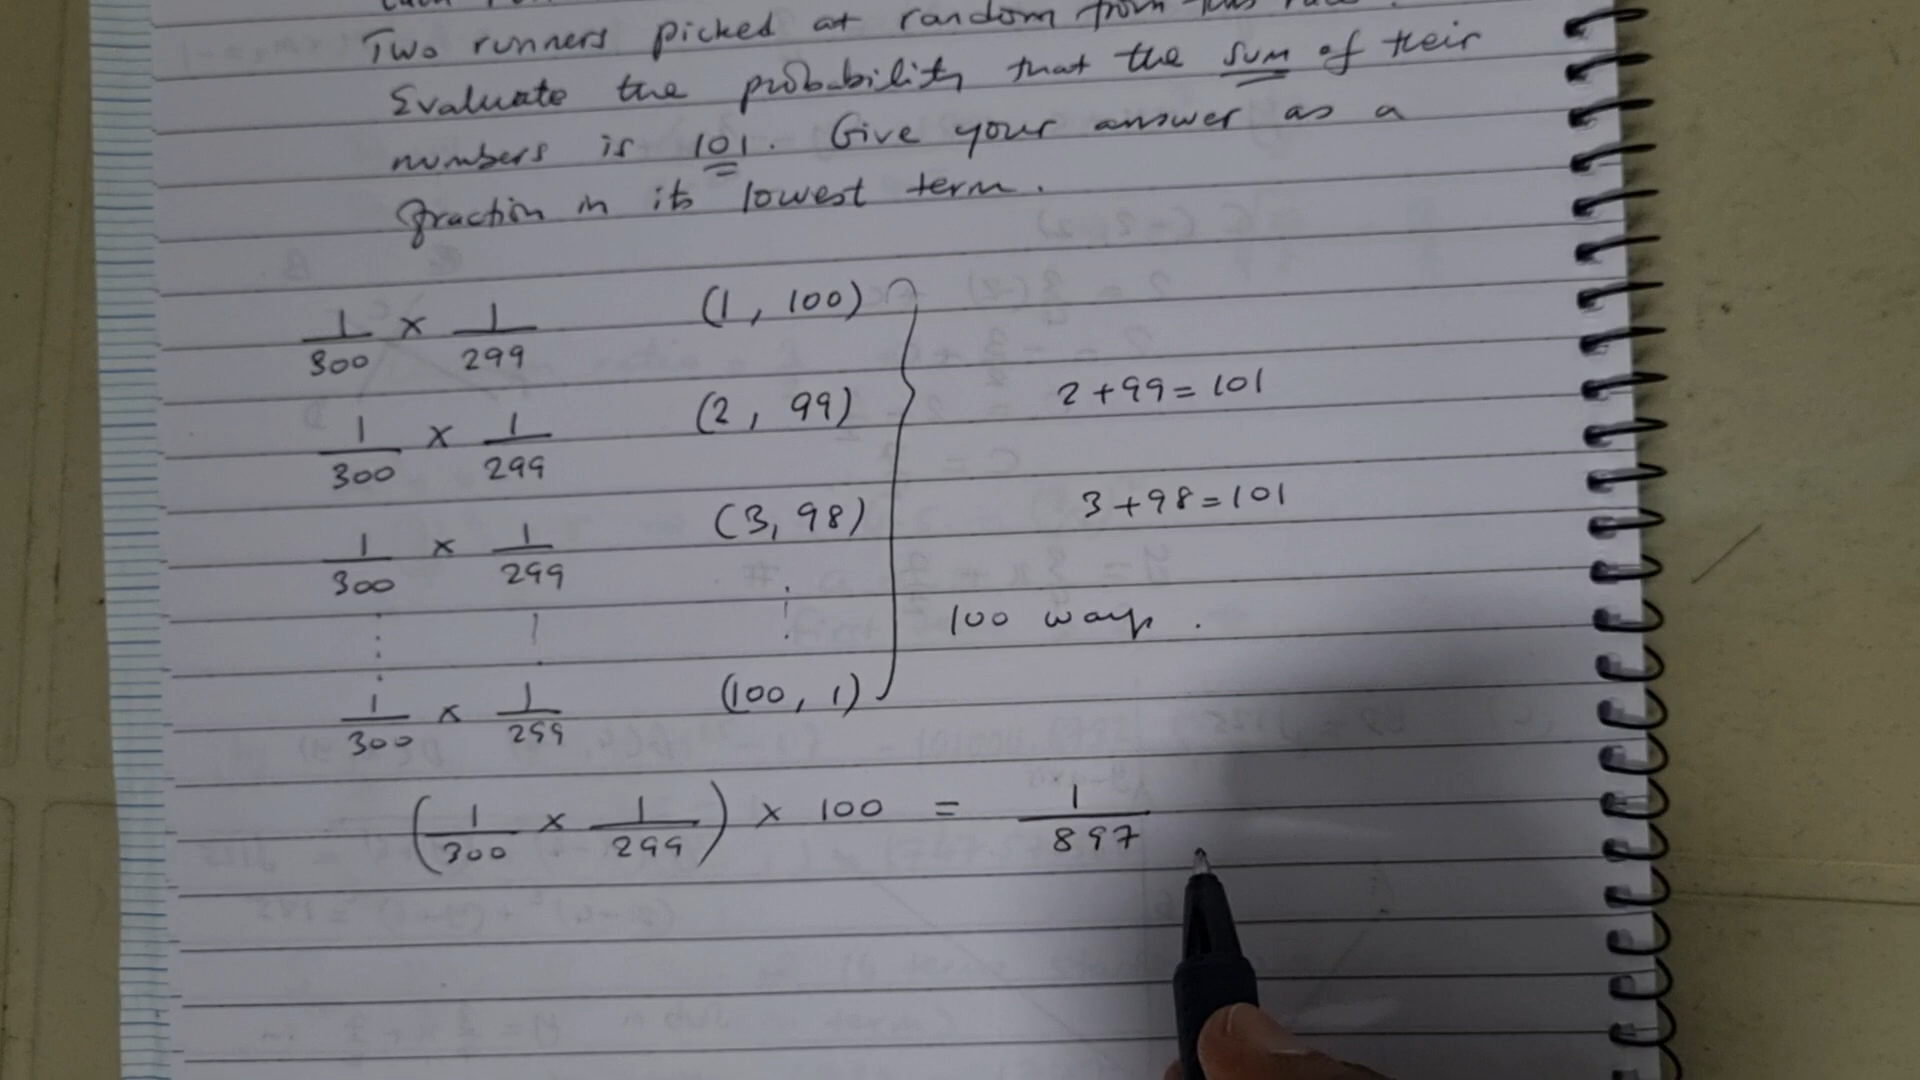 Two runners picked at random from this
Evaluate the probability that the sum of their
numbers is 101. Give your answer as a
fraction in its lowest term.
1/300 × 1/299 (1, 100)
1/300 × 1/299 (2, 99) 2+99=101
1/300 × 1/299 (3, 98) 3+98=101
100 ways.
1/300 × 1/299 (100, 1)
(1/300 × 1/299) × 100 = 1/897